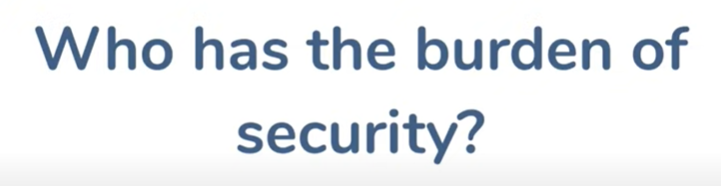 Who has the burden of
security?